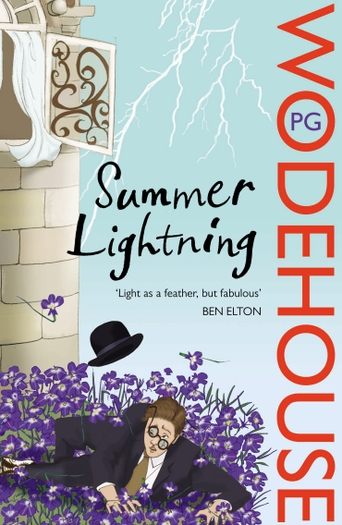 PG
WODEHOUSE
Summer
Lightning
‘Light as a feather, but fabulous’
BEN ELTON